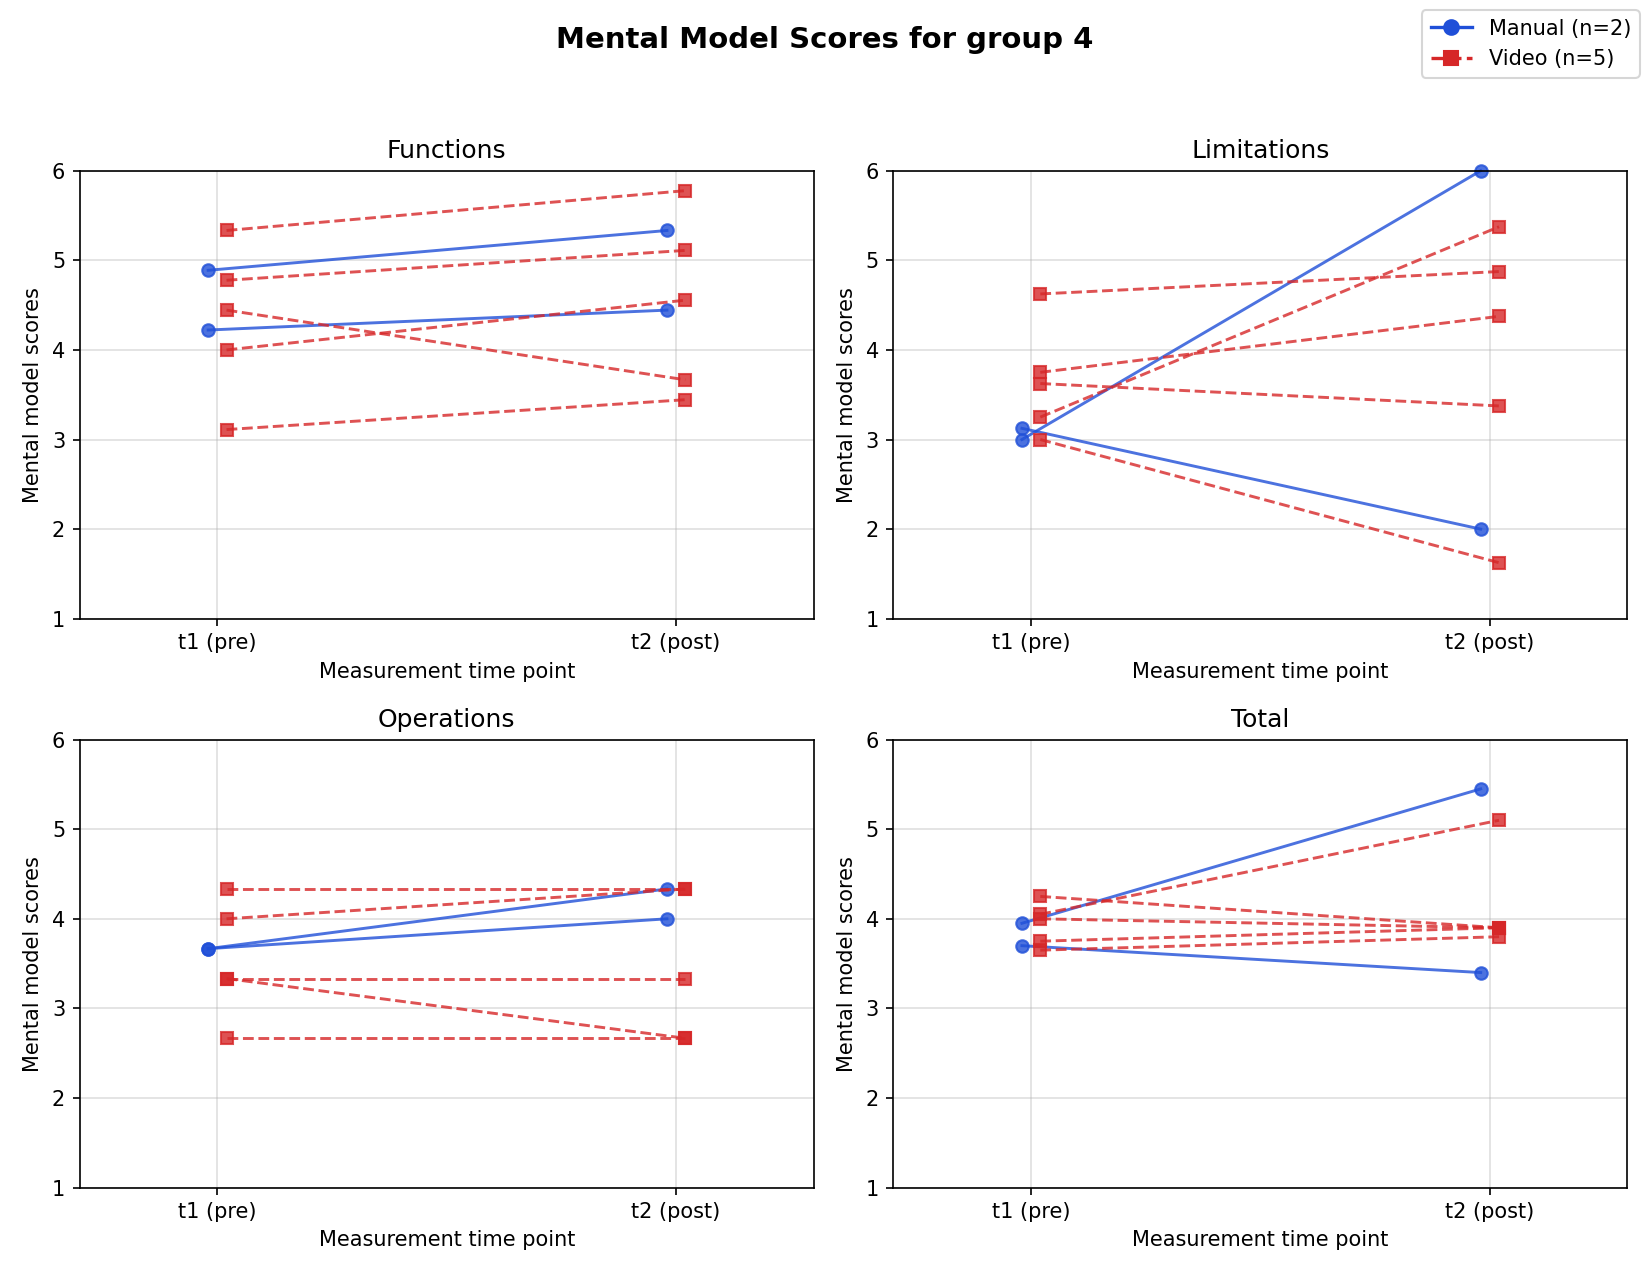 Mental Model Scores for group 4
Manual (n=2)
Video (n=5)
Functions
6
5
4
3
2
1
Mental model scores
t1 (pre)
t2 (post)
Measurement time point
Limitations
6
5
4
3
2
1
Mental model scores
t1 (pre)
t2 (post)
Measurement time point
Operations
6
5
4
3
2
1
Mental model scores
t1 (pre)
t2 (post)
Measurement time point
Total
6
5
4
3
2
1
Mental model scores
t1 (pre)
t2 (post)
Measurement time point